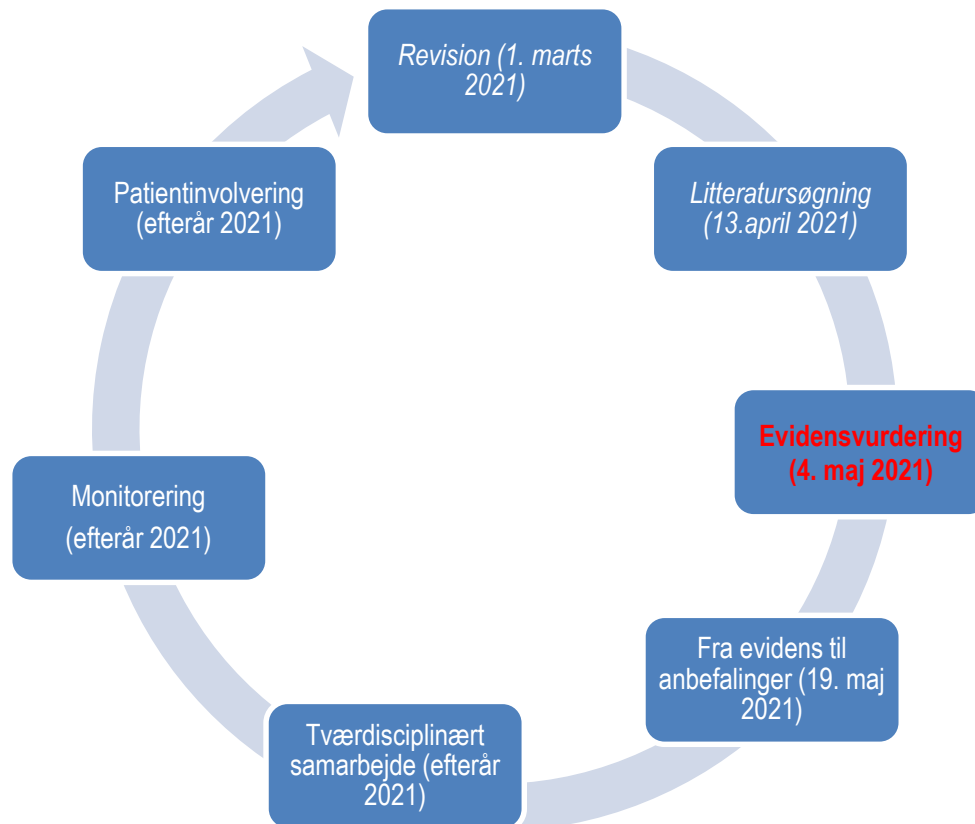 Revision (1. marts
2021)
Litteratursøgning
(13.april 2021)
Evidensvurdering
(4. maj 2021)
Fra evidens til
anbefalinger (19. maj
2021)
Tværdisciplinært
samarbejde (efterår
2021)
Monitorering
(efterår 2021)
Patientinvolvering
(efterår 2021)